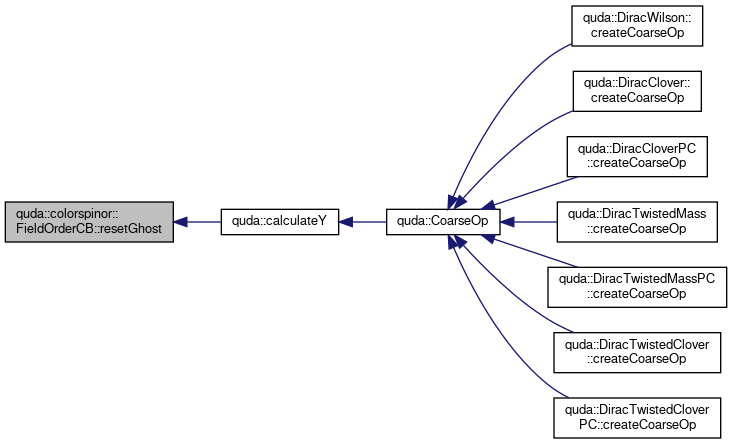 quda::colorspinor::
FieldOrderCB::resetGhost
quda::calculateY
quda::CoarseOp
quda::DiracWilson::
createCoarseOp
quda::DiracClover::
createCoarseOp
quda::DiracCloverPC
::createCoarseOp
quda::DiracTwistedMass
::createCoarseOp
quda::DiracTwistedMassPC
::createCoarseOp
quda::DiracTwistedClover
::createCoarseOp
quda::DiracTwistedClover
PC::createCoarseOp